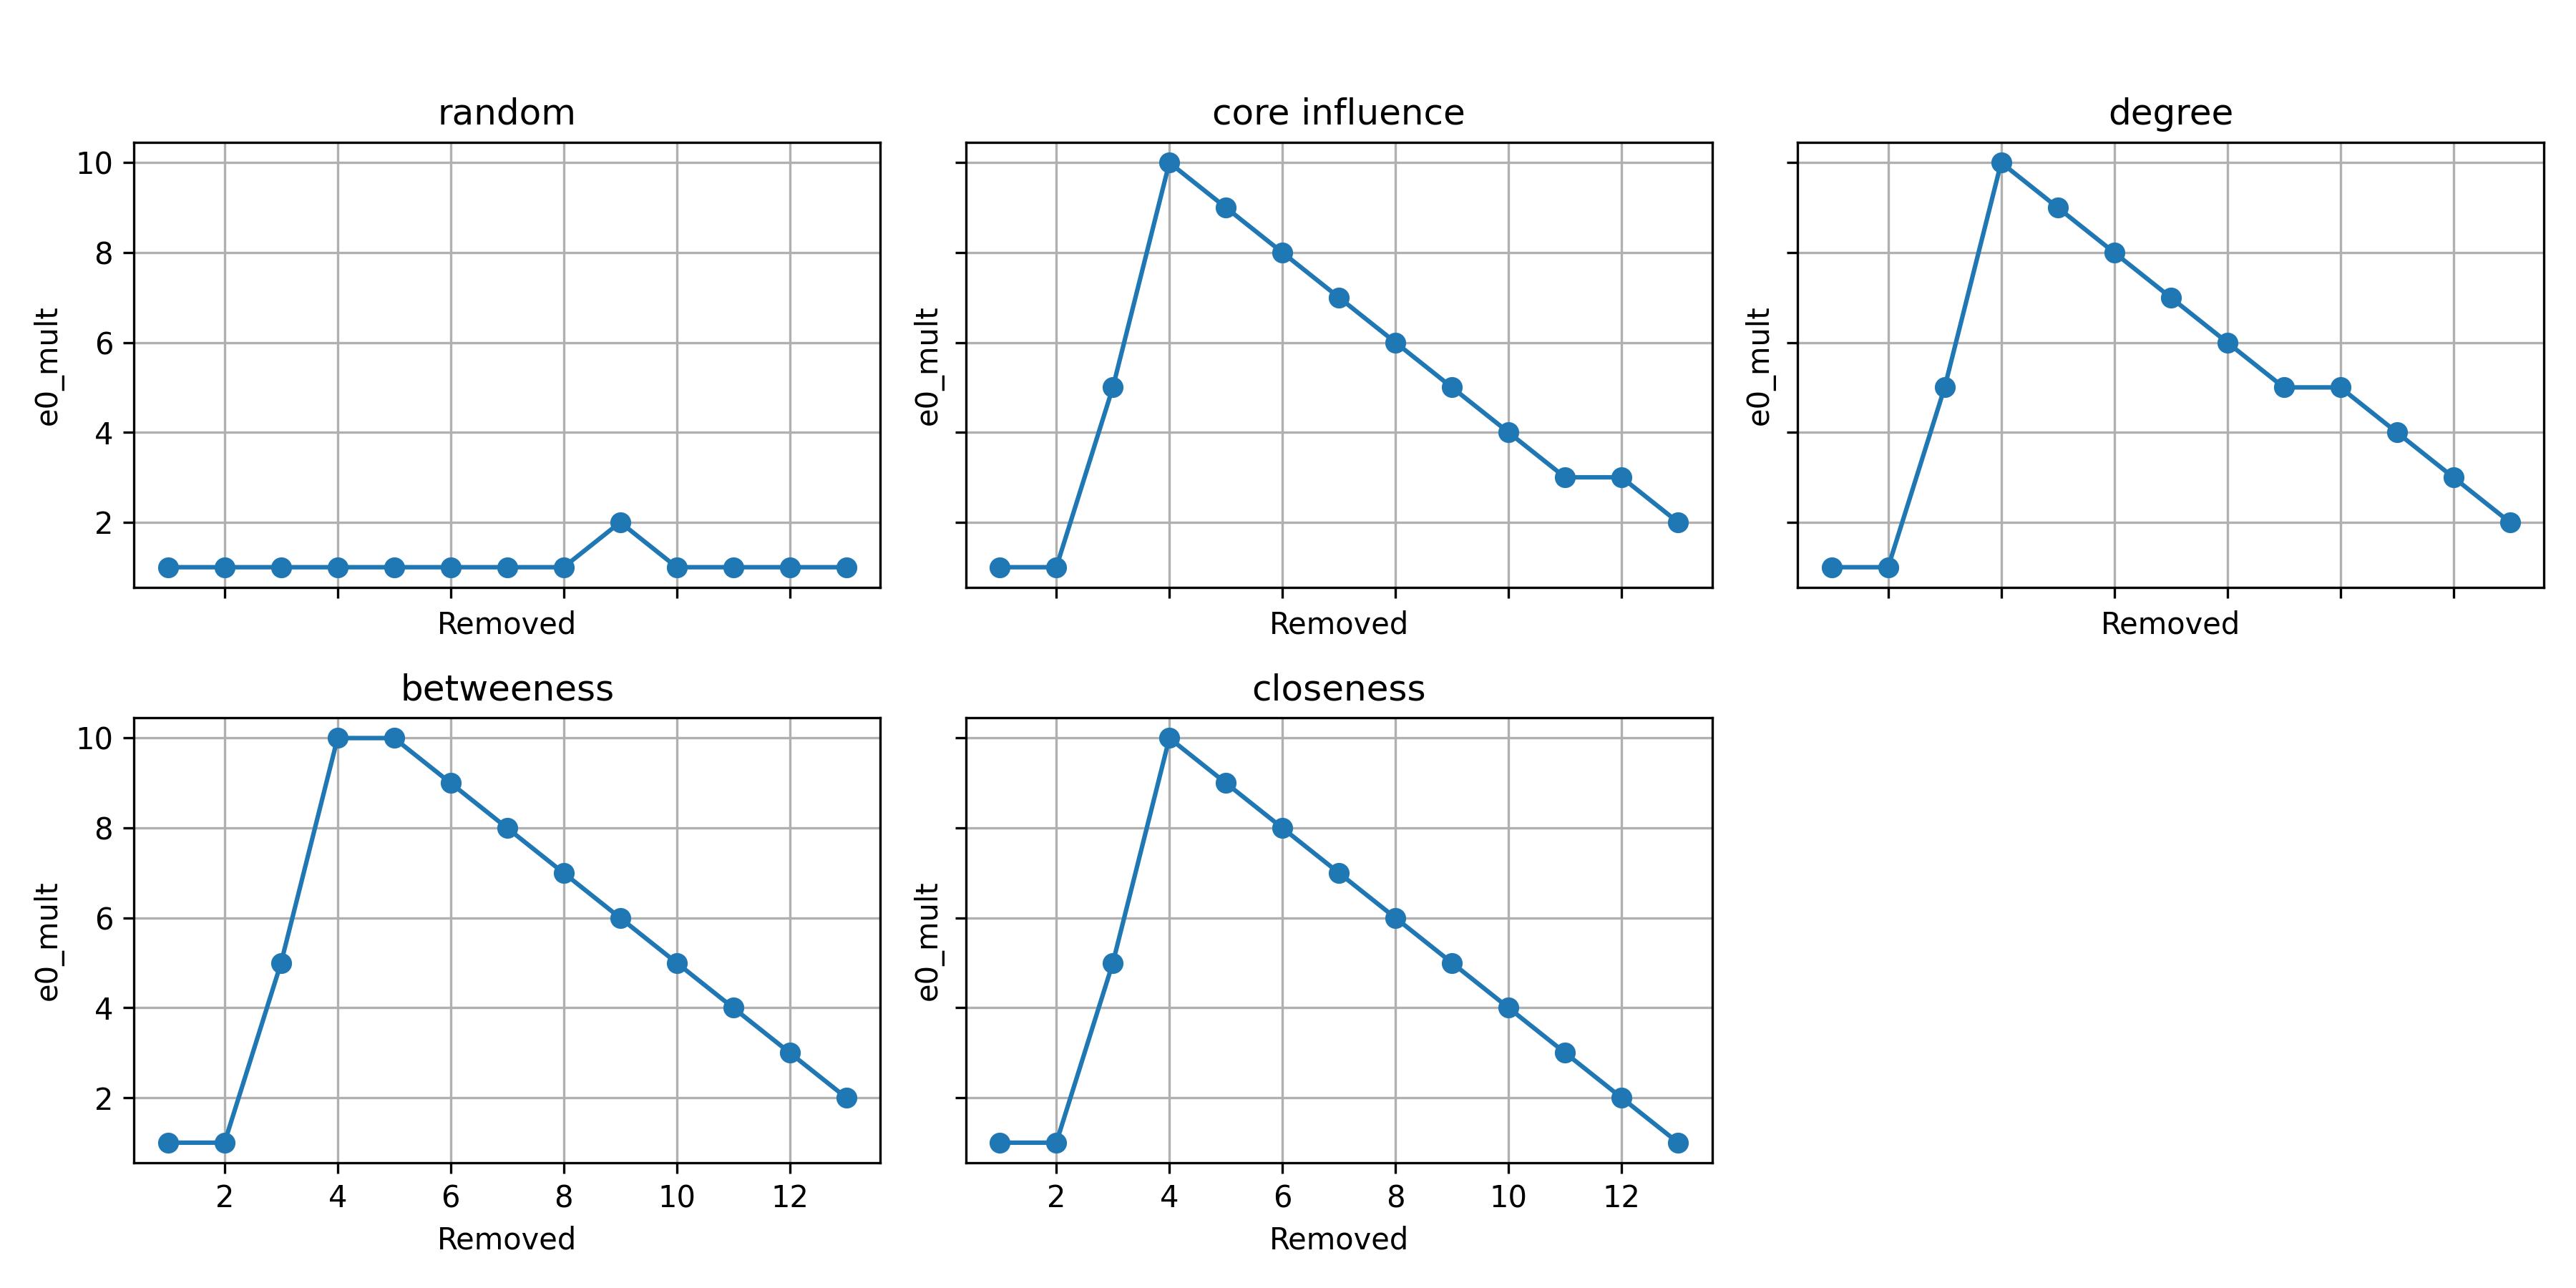 random
core influence
degree
10
8
6
4
2
e0_mult
e0_mult
e0_mult
Removed
Removed
Removed
betweeness
closeness
10
8
6
4
2
e0_mult
e0_mult
2 4 6 8 10 12
2 4 6 8 10 12
Removed
Removed